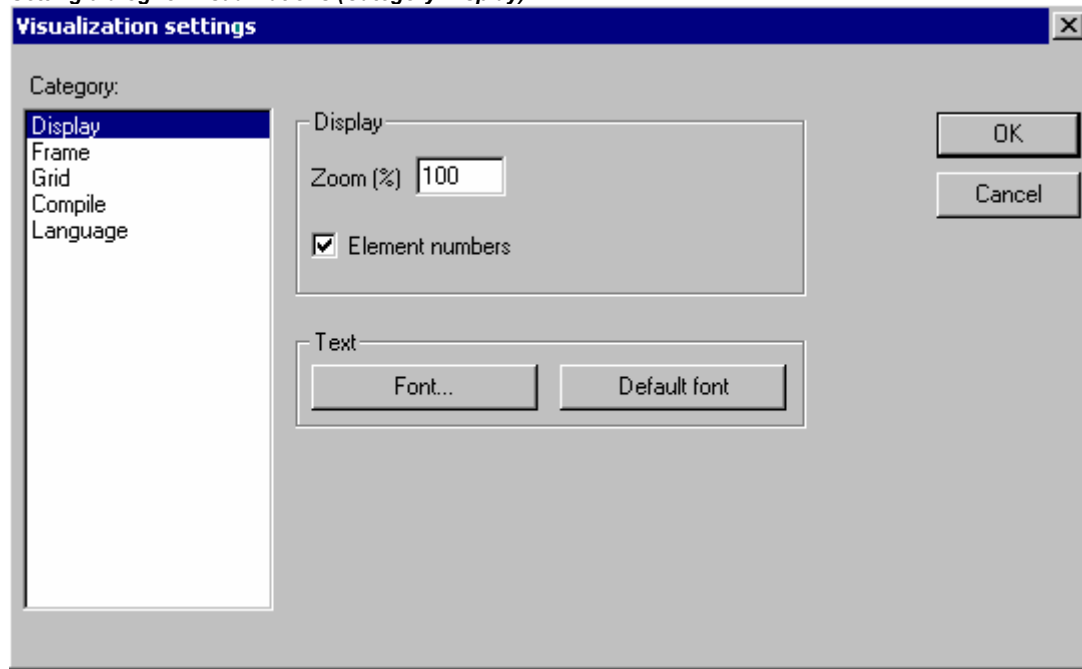 Visualization settings
Category:
Display
Frame
Grid
Compile
Language
Display
Zoom (%) 100
Element numbers
Text
Font...
Default font
OK
Cancel